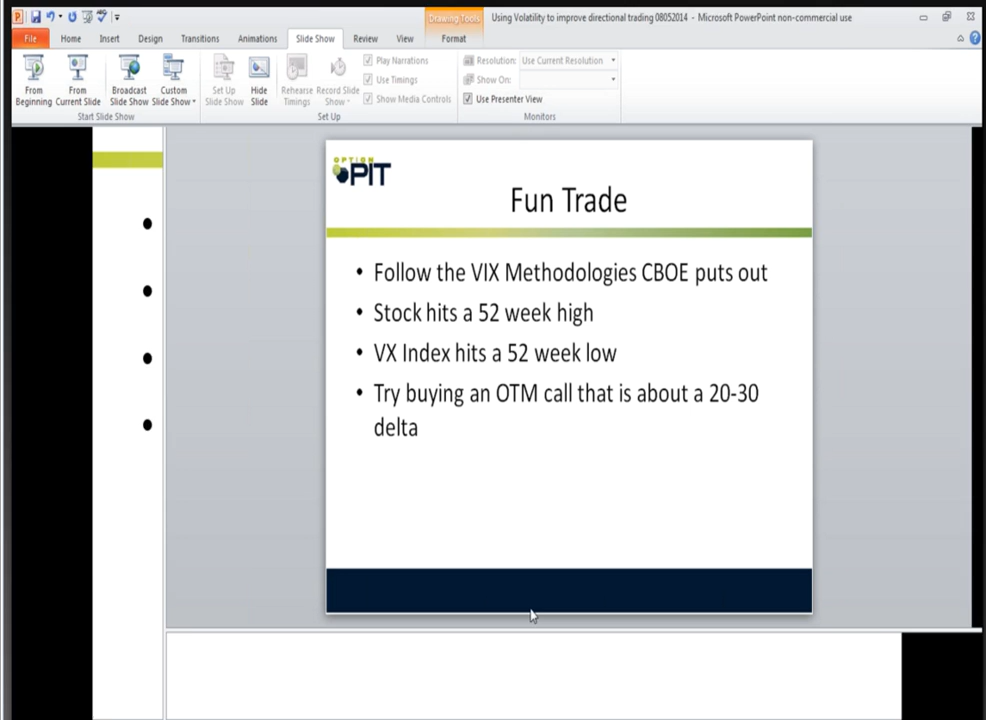 Drawing Tools
Using Volatility to improve directional trading 08052014 - Microsoft PowerPoint non-commercial use
File Home Insert Design Transitions Animations Slide Show Review View Format
From Beginning
From Current Slide
Broadcast Slide Show
Custom Slide Show
Start Slide Show
Set Up Slide Show
Hide Slide
Rehearse Timings
Record Slide Show
Play Narrations
Use Timings
Show Media Controls
Set Up
Resolution: Use Current Resolution
Show On:
Use Presenter View
Monitors
OPTION
PIT
Fun Trade
• Follow the VIX Methodologies CBOE puts out
• Stock hits a 52 week high
• VX Index hits a 52 week low
• Try buying an OTM call that is about a 20-30
delta